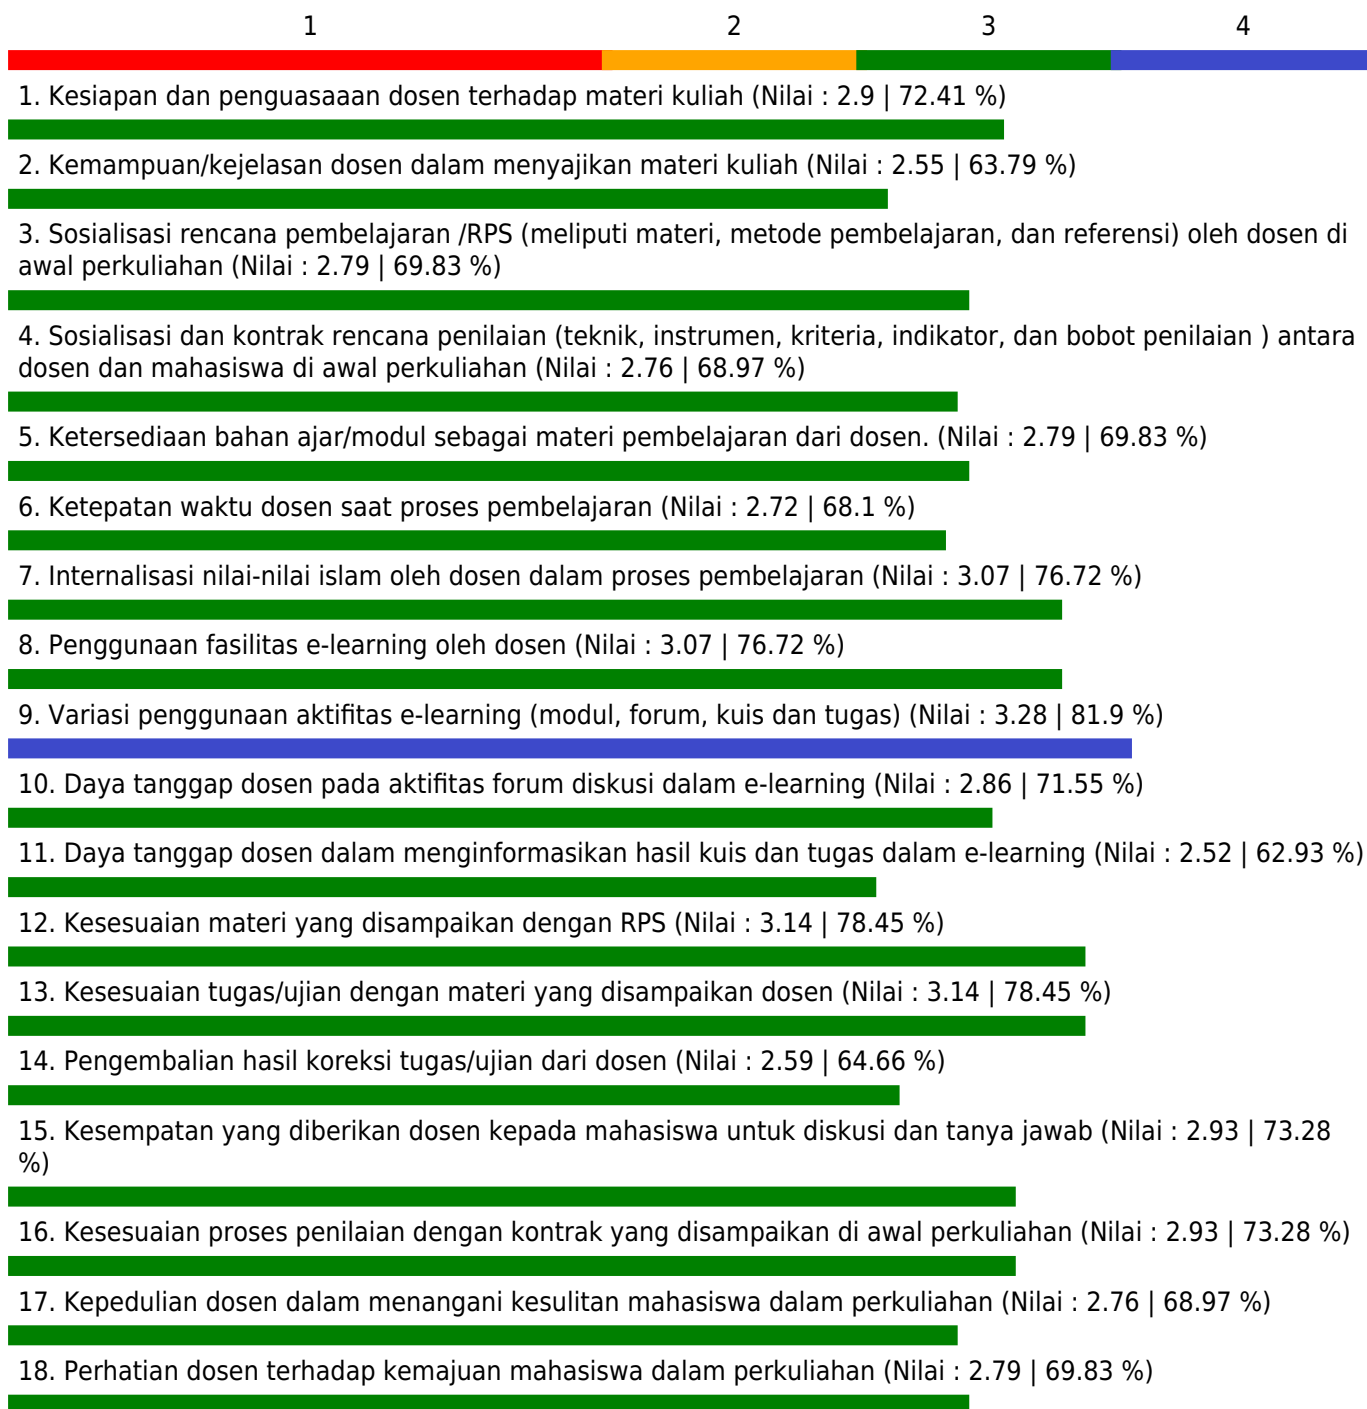 1 2 3 4
1. Kesiapan dan penguasaaan dosen terhadap materi kuliah (Nilai : 2.9 | 72.41 %)
2. Kemampuan/kejelasan dosen dalam menyajikan materi kuliah (Nilai : 2.55 | 63.79 %)
3. Sosialisasi rencana pembelajaran /RPS (meliputi materi, metode pembelajaran, dan referensi) oleh dosen di
awal perkuliahan (Nilai : 2.79 | 69.83 %)
4. Sosialisasi dan kontrak rencana penilaian (teknik, instrumen, kriteria, indikator, dan bobot penilaian ) antara
dosen dan mahasiswa di awal perkuliahan (Nilai : 2.76 | 68.97 %)
5. Ketersediaan bahan ajar/modul sebagai materi pembelajaran dari dosen. (Nilai : 2.79 | 69.83 %)
6. Ketepatan waktu dosen saat proses pembelajaran (Nilai : 2.72 | 68.1 %)
7. Internalisasi nilai-nilai islam oleh dosen dalam proses pembelajaran (Nilai : 3.07 | 76.72 %)
8. Penggunaan fasilitas e-learning oleh dosen (Nilai : 3.07 | 76.72 %)
9. Variasi penggunaan aktifitas e-learning (modul, forum, kuis dan tugas) (Nilai : 3.28 | 81.9 %)
10. Daya tanggap dosen pada aktifitas forum diskusi dalam e-learning (Nilai : 2.86 | 71.55 %)
11. Daya tanggap dosen dalam menginformasikan hasil kuis dan tugas dalam e-learning (Nilai : 2.52 | 62.93 %)
12. Kesesuaian materi yang disampaikan dengan RPS (Nilai : 3.14 | 78.45 %)
13. Kesesuaian tugas/ujian dengan materi yang disampaikan dosen (Nilai : 3.14 | 78.45 %)
14. Pengembalian hasil koreksi tugas/ujian dari dosen (Nilai : 2.59 | 64.66 %)
15. Kesempatan yang diberikan dosen kepada mahasiswa untuk diskusi dan tanya jawab (Nilai : 2.93 | 73.28
%)
16. Kesesuaian proses penilaian dengan kontrak yang disampaikan di awal perkuliahan (Nilai : 2.93 | 73.28 %)
17. Kepedulian dosen dalam menangani kesulitan mahasiswa dalam perkuliahan (Nilai : 2.76 | 68.97 %)
18. Perhatian dosen terhadap kemajuan mahasiswa dalam perkuliahan (Nilai : 2.79 | 69.83 %)